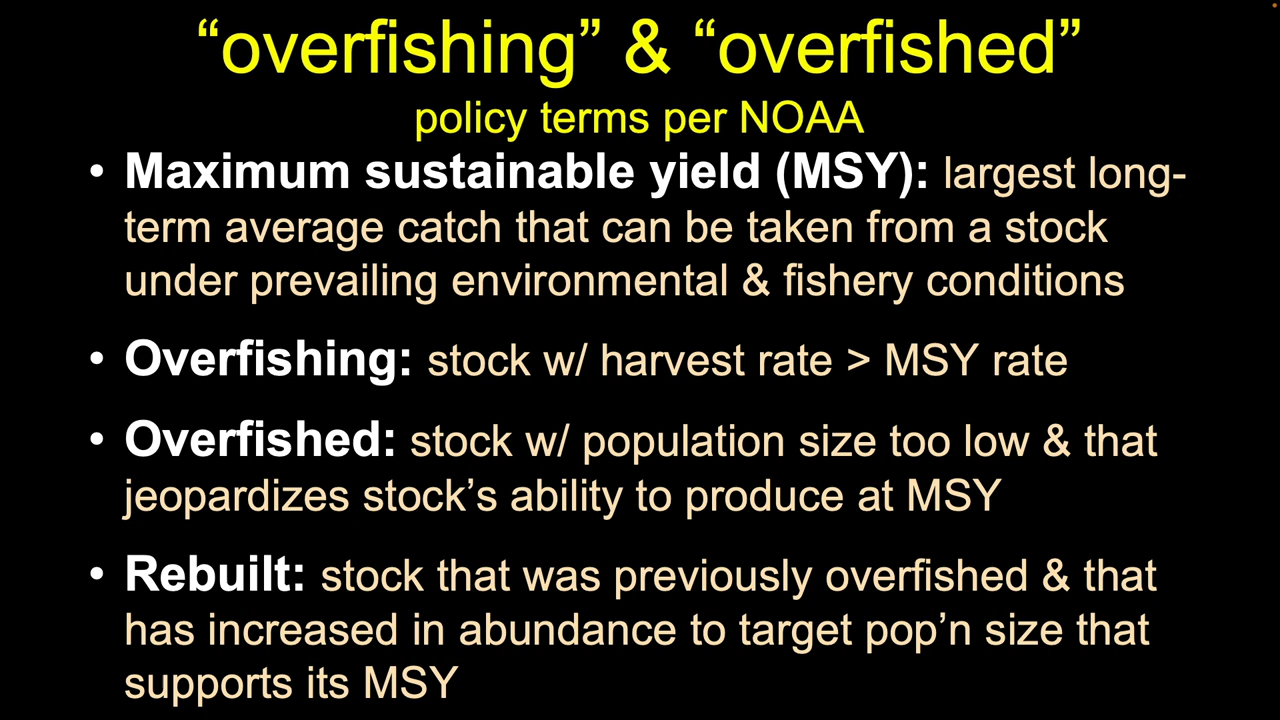 “overfishing” & “overfished”
policy terms per NOAA
• Maximum sustainable yield (MSY): largest long-
term average catch that can be taken from a stock
under prevailing environmental & fishery conditions
• Overfishing: stock w/ harvest rate > MSY rate
• Overfished: stock w/ population size too low & that
jeopardizes stock’s ability to produce at MSY
• Rebuilt: stock that was previously overfished & that
has increased in abundance to target pop’n size that
supports its MSY